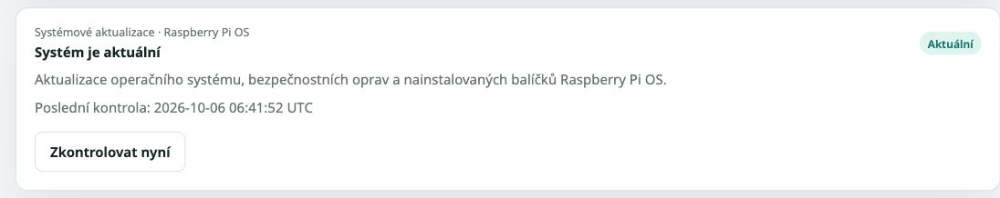 Systémové aktualizace · Raspberry Pi OS
Systém je aktuální
Aktuální
Aktualizace operačního systému, bezpečnostních oprav a nainstalovaných balíčků Raspberry Pi OS.
Poslední kontrola: 2026-10-06 06:41:52 UTC
Zkontrolovat nyní